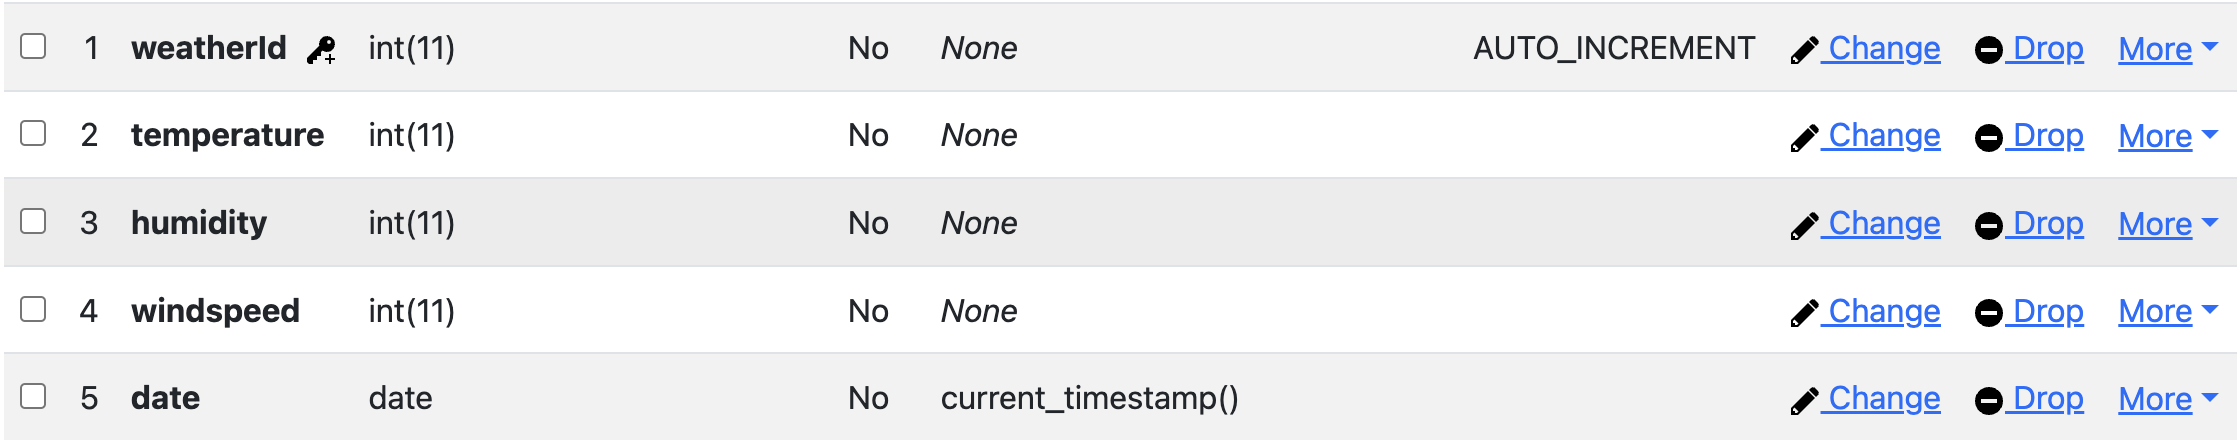 1 weatherId int(11) No None AUTO_INCREMENT Change Drop More
2 temperature int(11) No None Change Drop More
3 humidity int(11) No None Change Drop More
4 windspeed int(11) No None Change Drop More
5 date date No current_timestamp() Change Drop More